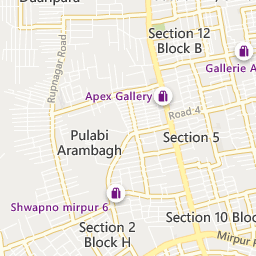 Section 12
Block B
Gallerie A
Rupnagar Road
Apex Gallery
Road 4
Pulabi
Arambagh
Section 5
Shwapno mirpur 6
Section 2
Block H
Section 10 Bloc
Mirpur